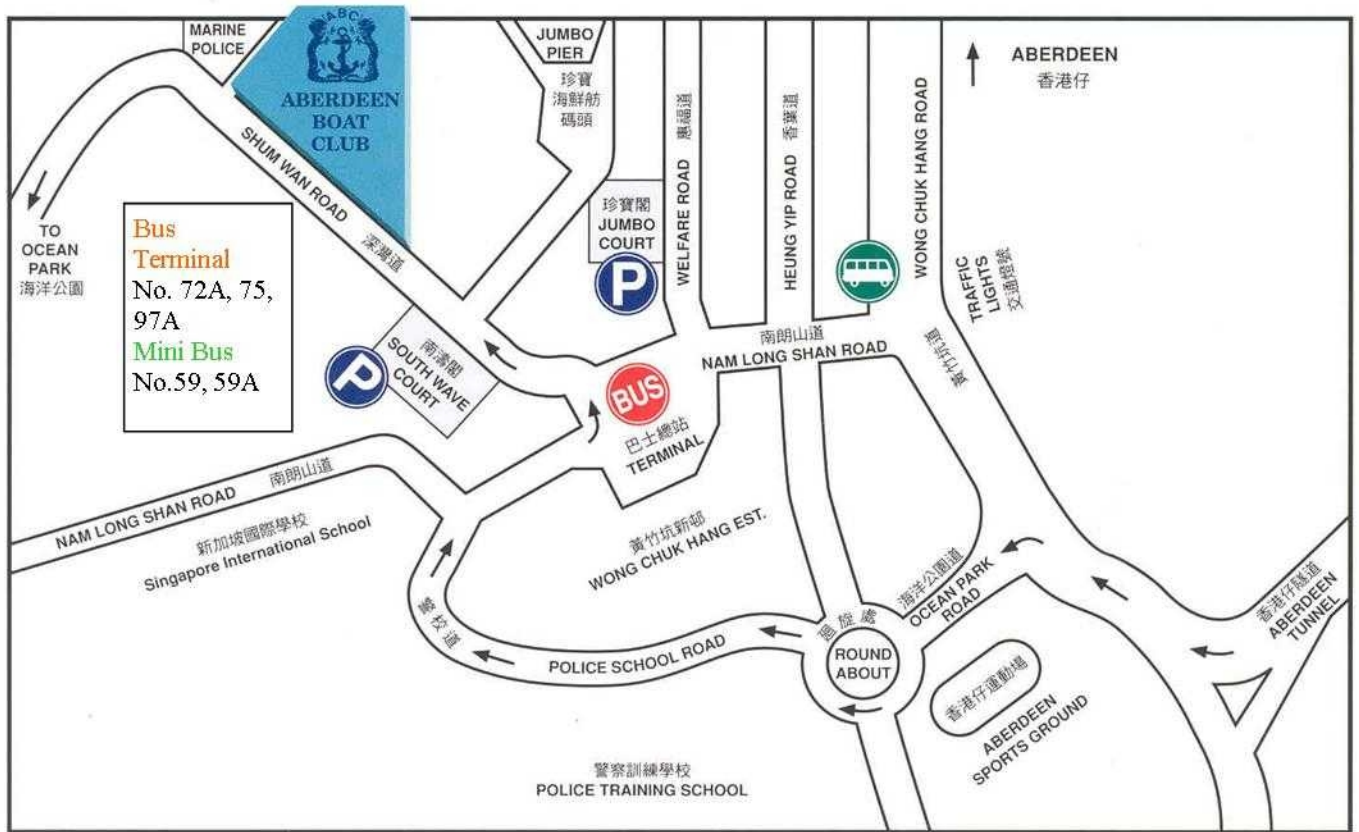 MARINE
POLICE
ABC
ABERDEEN
BOAT
CLUB
JUMBO
PIER
珍寶
海鮮舫
碼頭
惠福道
WELFARE ROAD
香葉道
HEUNG YIP ROAD
WONG CHUK HANG ROAD
ABERDEEN
香港仔
TO
OCEAN
PARK
海洋公園
SHUM WAN ROAD
深灣道
珍寶閣
JUMBO
COURT
P
TRAFFIC
LIGHTS
交通燈號
Bus
Terminal
No. 72A, 75,
97A
Mini Bus
No.59, 59A
P
南濤閣
SOUTH WAVE
COURT
南朗山道
NAM LONG SHAN ROAD
黃竹坑道
BUS
巴士總站
TERMINAL
NAM LONG SHAN ROAD
南朗山道
新加坡國際學校
Singapore International School
黃竹坑新邨
WONG CHUK HANG EST.
海洋公園道
OCEAN PARK
ROAD
香港仔隧道
ABERDEEN
TUNNEL
警校道
POLICE SCHOOL ROAD
迴旋處
ROUND
ABOUT
香港仔運動場
ABERDEEN
SPORTS GROUND
警察訓練學校
POLICE TRAINING SCHOOL